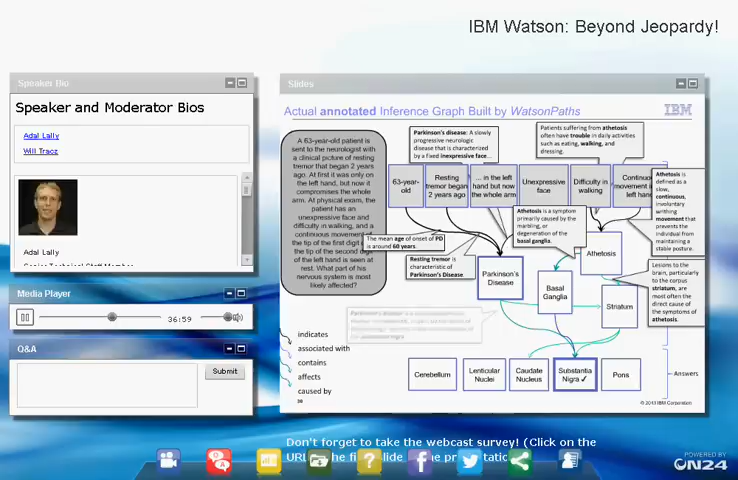 IBM Watson: Beyond Jeopardy!
Speaker Bio
Speaker and Moderator Bios
Adal Lally
Will Tracz
Adal Lally
Senior Technical Staff Member
Media Player
36:59
Q&A
Submit
Slides
Actual annotated Inference Graph Built by WatsonPaths
IBM
A 63-year-old patient is
sent to the neurologist with
a clinical picture of resting
tremor that began 2 years
ago. At first it was only on
the left hand, but now it
compromises the whole
arm. At physical exam, the
patient has an
unexpressive face and
difficulty in walking, and a
continuous movement of
the tip of the first digit
the tip of the second digit
of the left hand is seen at
rest. What part of his
nervous system is most
likely affected?
Parkinson's disease: A slowly
progressive neurologic
disease that is characterized
by a fixed inexpressive face...
Patients suffering from athetosis
often have trouble in daily activities
such as eating, walking, and
dressing.
63-year-
old
Resting
tremor began
2 years ago
... in the left
hand but now
the whole arm
Unexpressive
face
Difficulty in
walking
Continuous
movement
left hand
Athetosis is
defined as a
slow,
continuous,
involuntary
writhing
movement that
prevents the
individual from
maintaining a
stable posture.
Athetosis is a symptom
primarily caused by the
marbling, or
degeneration of the
basal ganglia.
The mean age of onset of PD
is around 60 years.
Resting tremor is
characteristic of
Parkinson's Disease.
Parkinson's
Disease
Athetosis
Basal
Ganglia
Striatum
Lesions to the
brain, particularly
to the corpus
striatum, are
most often the
direct cause of
the symptoms of
athetosis.
indicates
associated with
contains
affects
caused by
Cerebellum
Lenticular
Nuclei
Caudate
Nucleus
Substantia
Nigra ✓
Pons
Answers
38
© 2013 IBM Corporation
Don't forget to take the webcast survey! (Click on the
POWERED BY
ON24